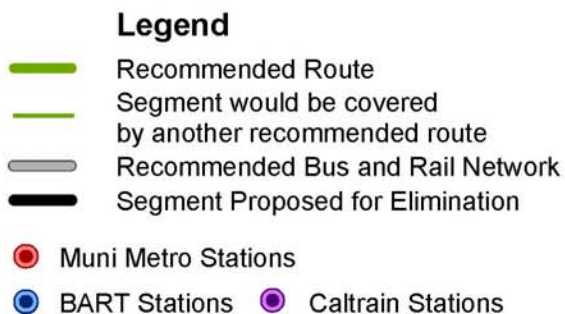 Legend
Recommended Route
Segment would be covered
by another recommended route
Recommended Bus and Rail Network
Segment Proposed for Elimination
Muni Metro Stations
BART Stations Caltrain Stations